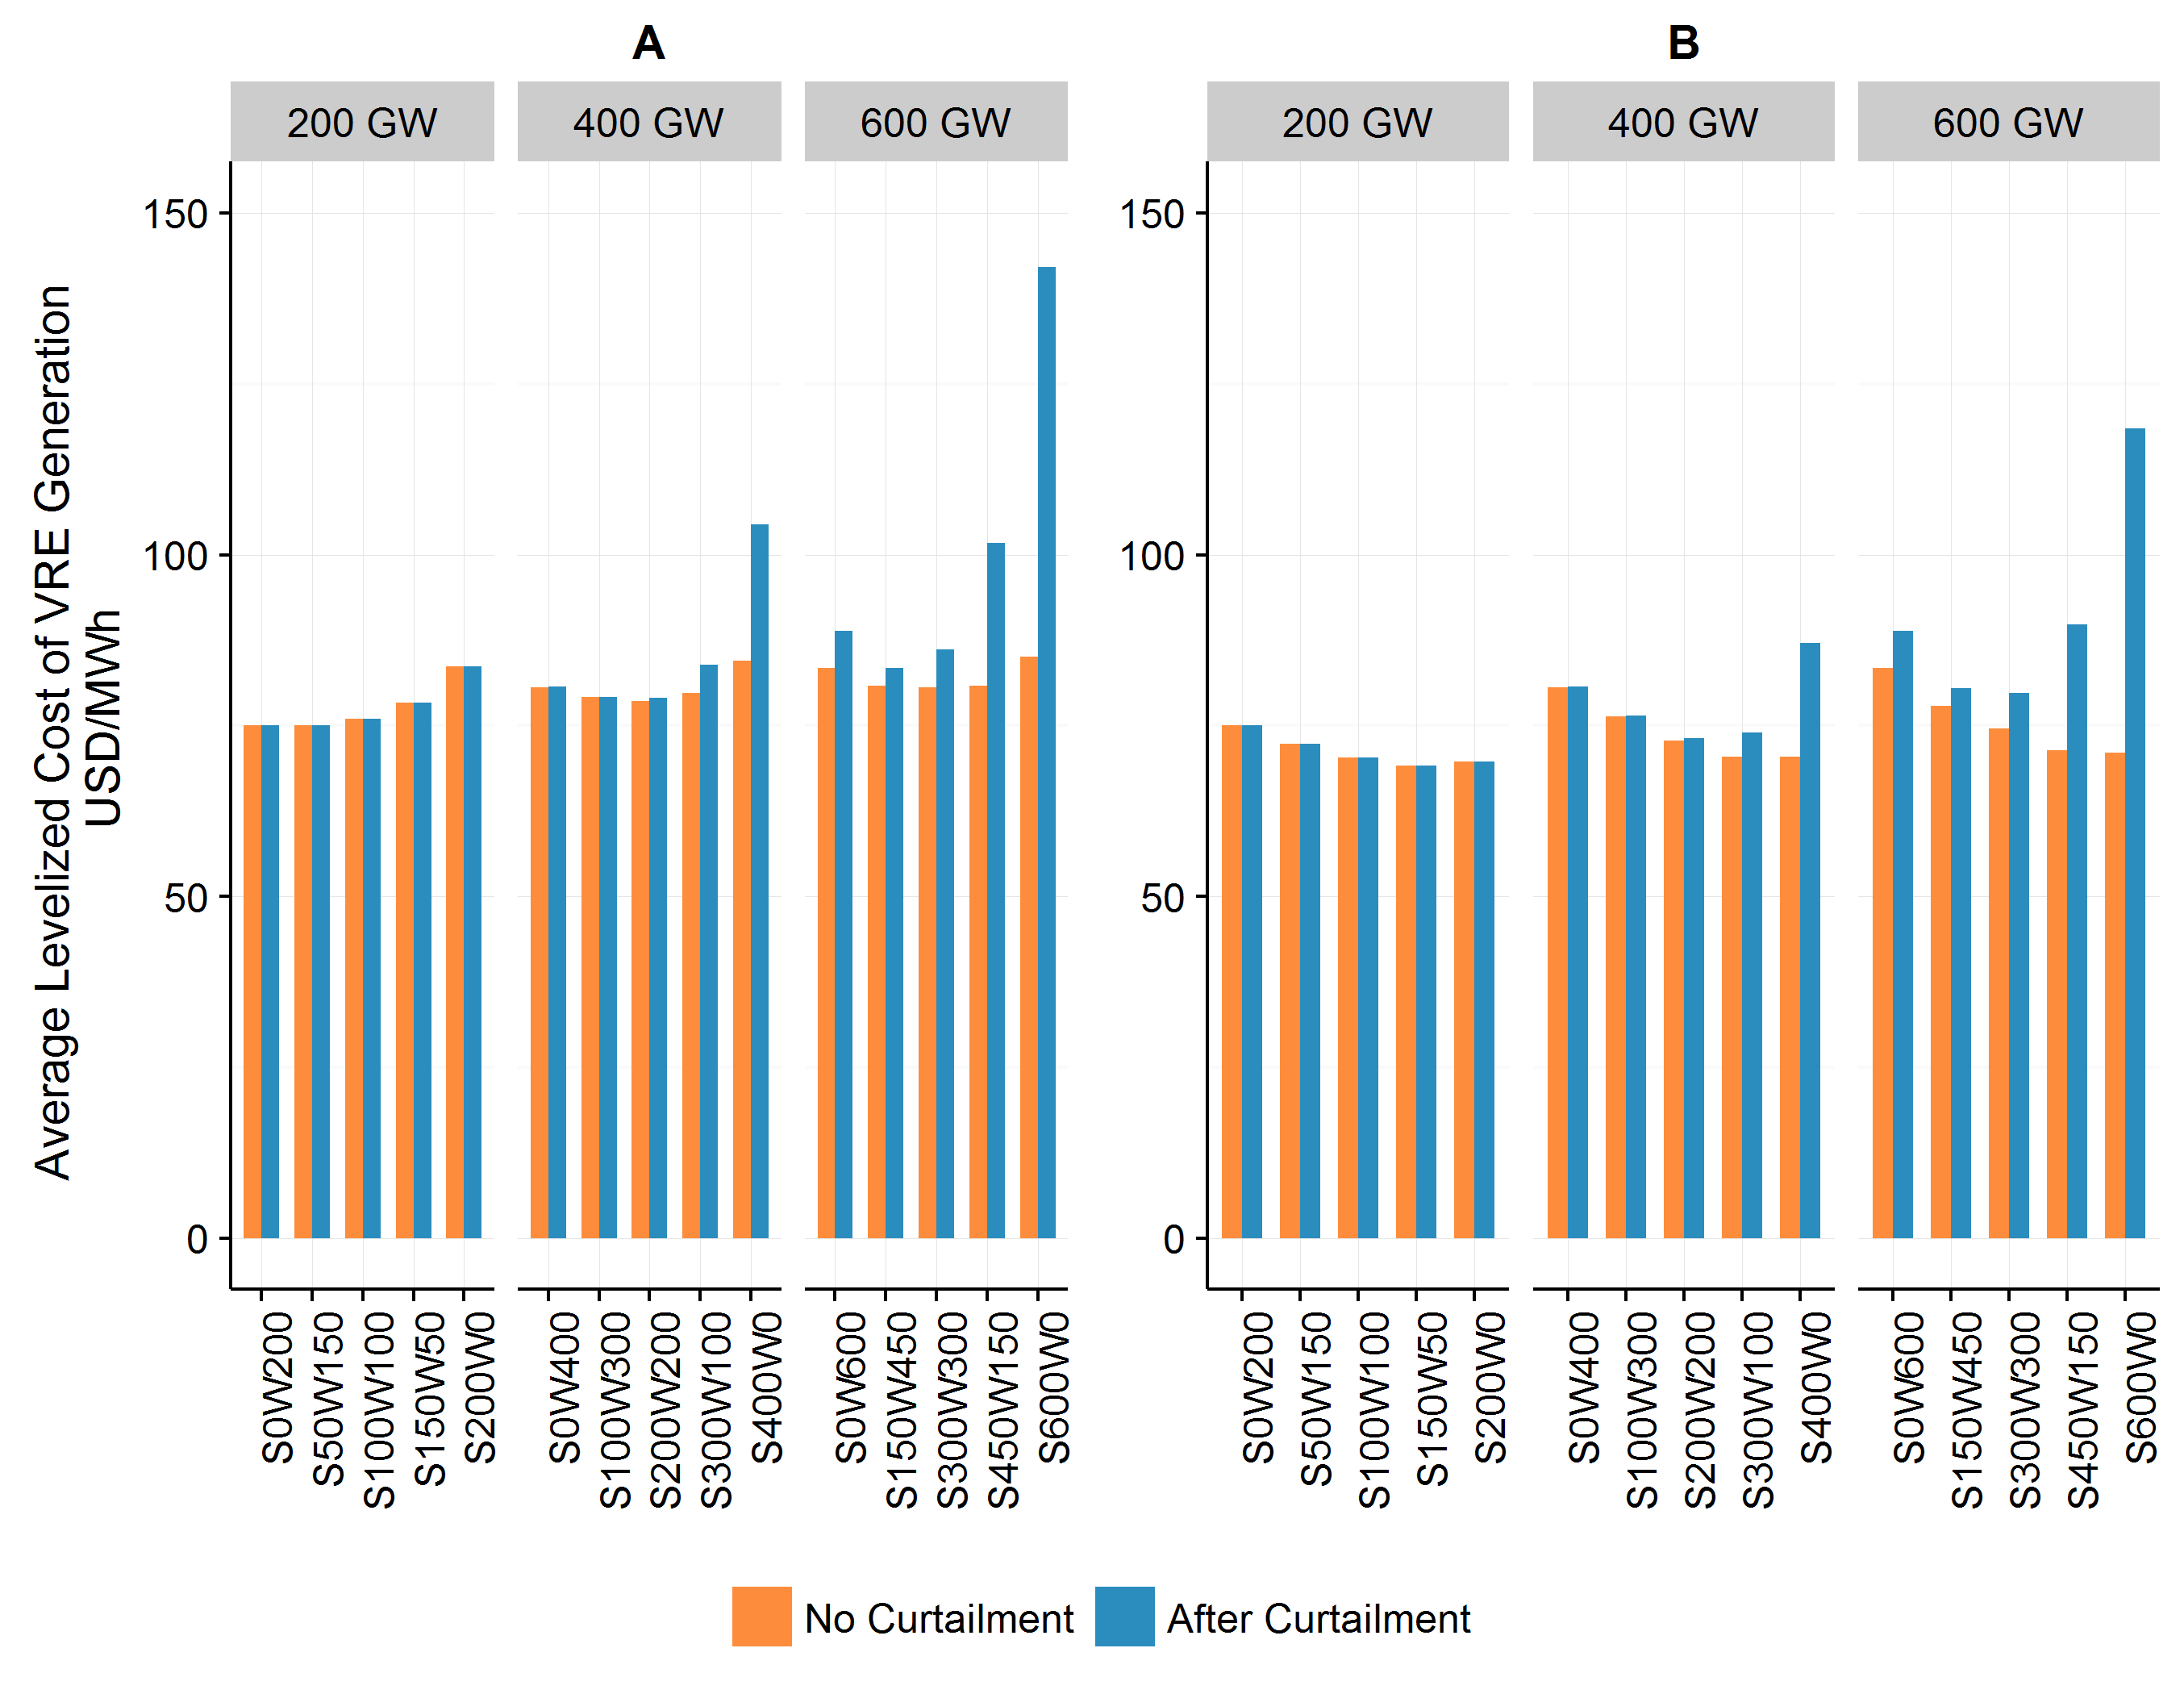 A
B
200 GW
400 GW
600 GW
200 GW
400 GW
600 GW
Average Levelized Cost of VRE Generation
USD/MWh
150
100
50
0
150
100
50
0
S0W200
S50W150
S100W100
S150W50
S200W0
S0W400
S100W300
S200W200
S300W100
S400W0
S0W600
S150W450
S300W300
S450W150
S600W0
S0W200
S50W150
S100W100
S150W50
S200W0
S0W400
S100W300
S200W200
S300W100
S400W0
S0W600
S150W450
S300W300
S450W150
S600W0
No Curtailment
After Curtailment